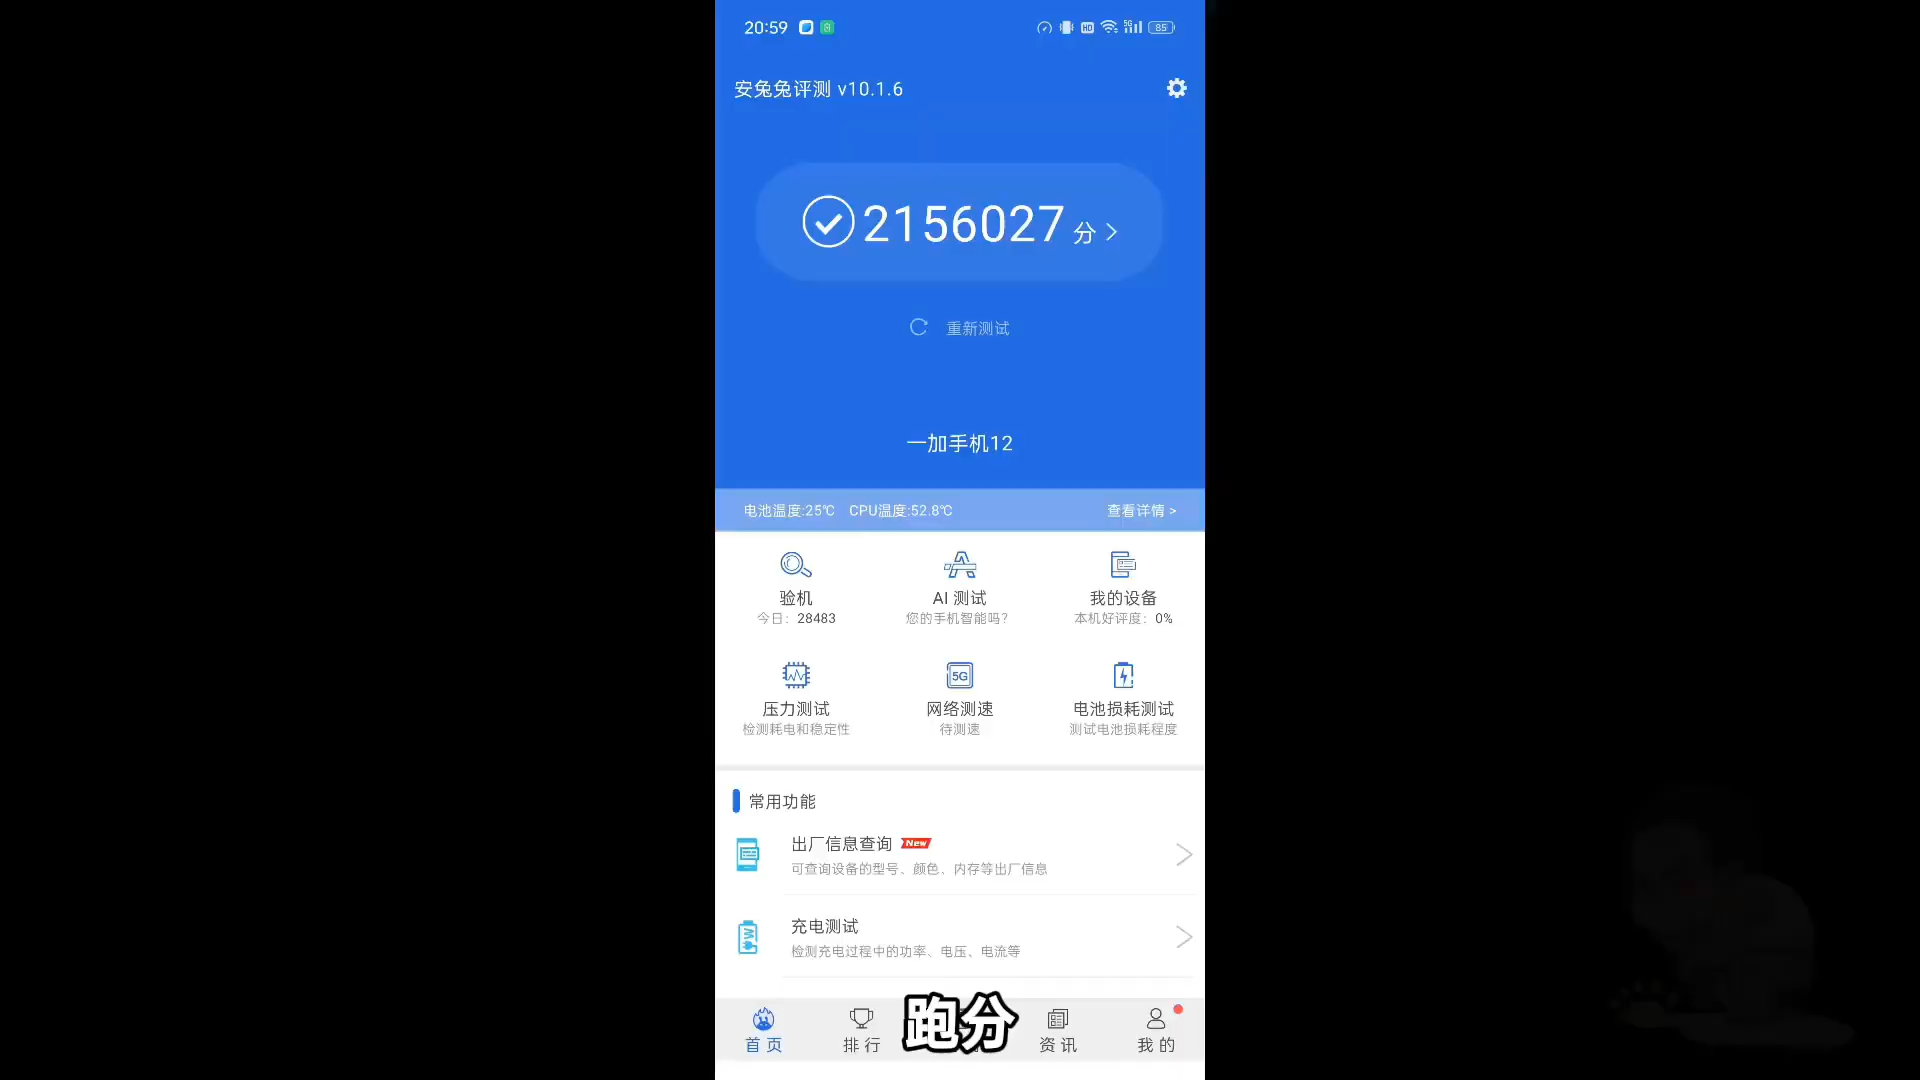 20:59
HD 5G 85
安兔兔评测 v10.1.6
2156027 分 >
重新测试
一加手机12
电池温度:25℃ CPU温度:52.8℃ 查看详情 >
验机 AI 测试 我的设备
今日：28483 您的手机智能吗？ 本机好评度：0%
5G
压力测试 网络测速 电池损耗测试
检测耗电和稳定性 待测速 测试电池损耗程度
常用功能
出厂信息查询 New
可查询设备的型号、颜色、内存等出厂信息
W
充电测试
检测充电过程中的功率、电压、电流等
首页 排行 资讯 我的
跑分